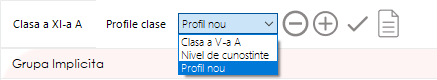 Clasa a XI-a A Profile clase Profil nou
Clasa a V-a A
Nivel de cunostinte
Profil nou
Grupa Implicita